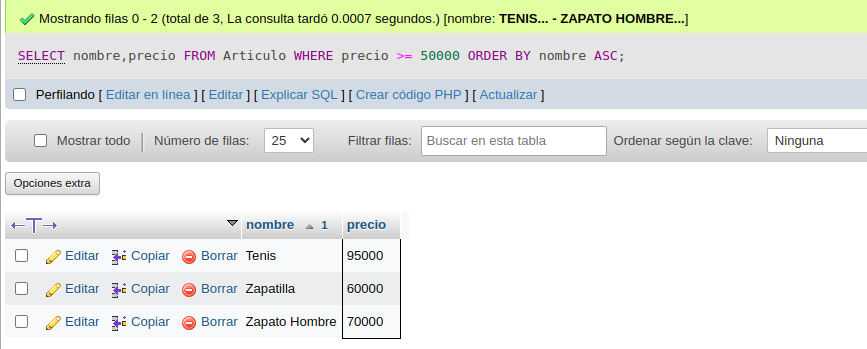 Mostrando filas 0 - 2 (total de 3, La consulta tardó 0.0007 segundos.) [nombre: TENIS... - ZAPATO HOMBRE...]
SELECT nombre,precio FROM Articulo WHERE precio >= 50000 ORDER BY nombre ASC;
Perfilando [ Editar en línea ] [ Editar ] [ Explicar SQL ] [ Crear código PHP ] [ Actualizar ]
Mostrar todo Número de filas: 25 Filtrar filas: Buscar en esta tabla Ordenar según la clave: Ninguna
Opciones extra
nombre 1 precio
Editar Copiar Borrar Tenis 95000
Editar Copiar Borrar Zapatilla 60000
Editar Copiar Borrar Zapato Hombre 70000